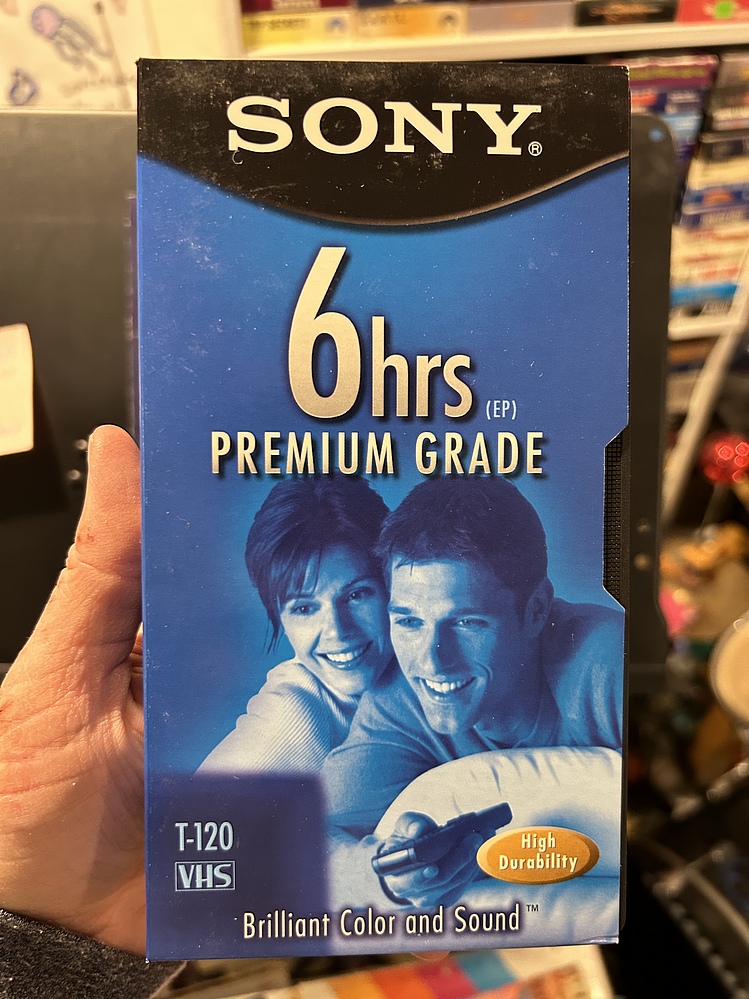 SONY®
6hrs (EP)
PREMIUM GRADE
T-120
VHS
High
Durability
Brilliant Color and Sound™